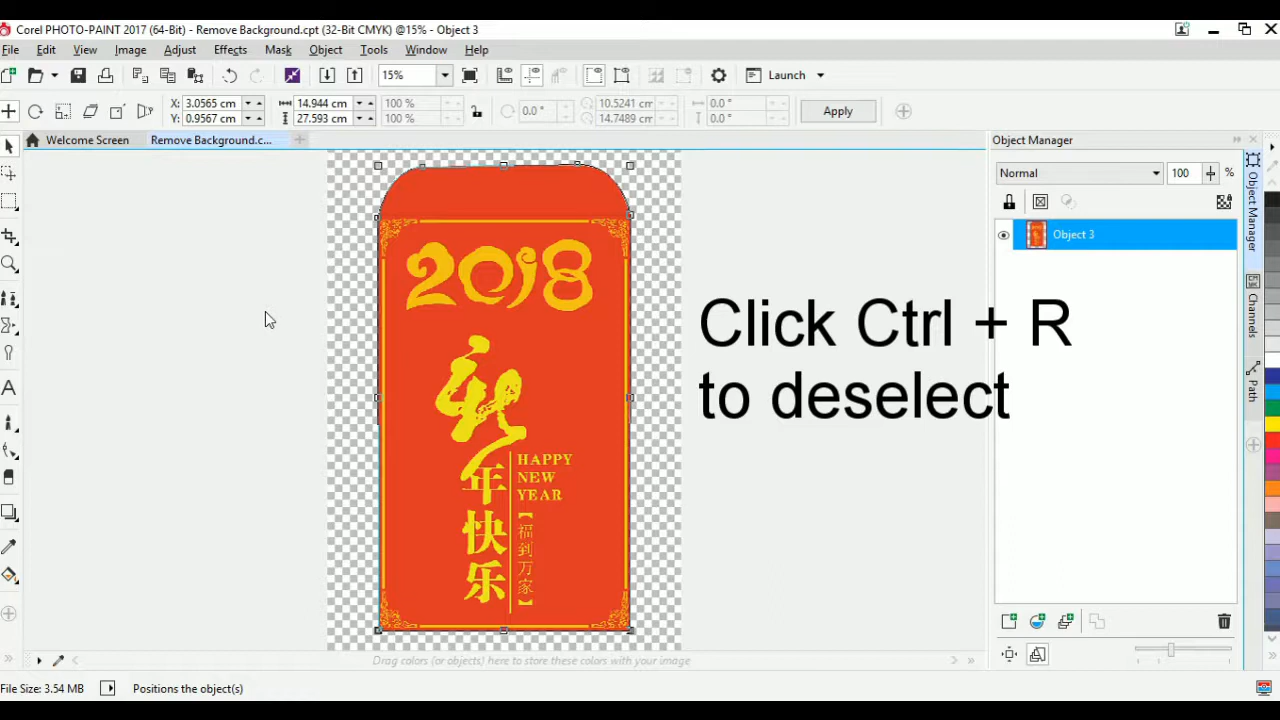 Corel PHOTO-PAINT 2017 (64-Bit) - Remove Background.cpt (32-Bit CMYK) @15% - Object 3
File Edit View Image Adjust Effects Mask Object Tools Window Help
15% Launch
X: 3.0565 cm 14.944 cm 100 % 0.0 ° 10.5241 cm 0.0 ° Apply
Y: 0.9567 cm 27.593 cm 100 % 14.7489 cm 0.0 °
Welcome Screen Remove Background.c... Object Manager
Normal 100 %
Object 3
Object Manager
Channels
Path
2018
新
年
快
乐
HAPPY
NEW
YEAR
【福到万家】
Click Ctrl + R
to deselect
Drag colors (or objects) here to store these colors with your image
File Size: 3.54 MB Positions the object(s)